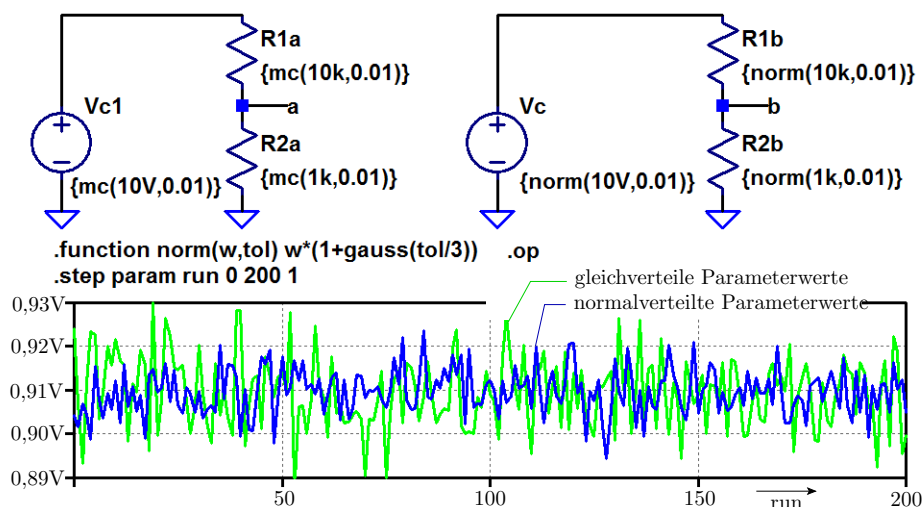 R1a
{mc(10k,0.01)}
Vc1
a
R2a
{mc(10V,0.01)}
{mc(1k,0.01)}
R1b
{norm(10k,0.01)}
Vc
b
R2b
{norm(10V,0.01)}
{norm(1k,0.01)}
.function norm(w,tol) w*(1+gauss(tol/3))
.op
.step param run 0 200 1
gleichverteile Parameterwerte
normalverteilte Parameterwerte
0,93V
0,92V
0,91V
0,90V
0,89V
50
100
150
run
200